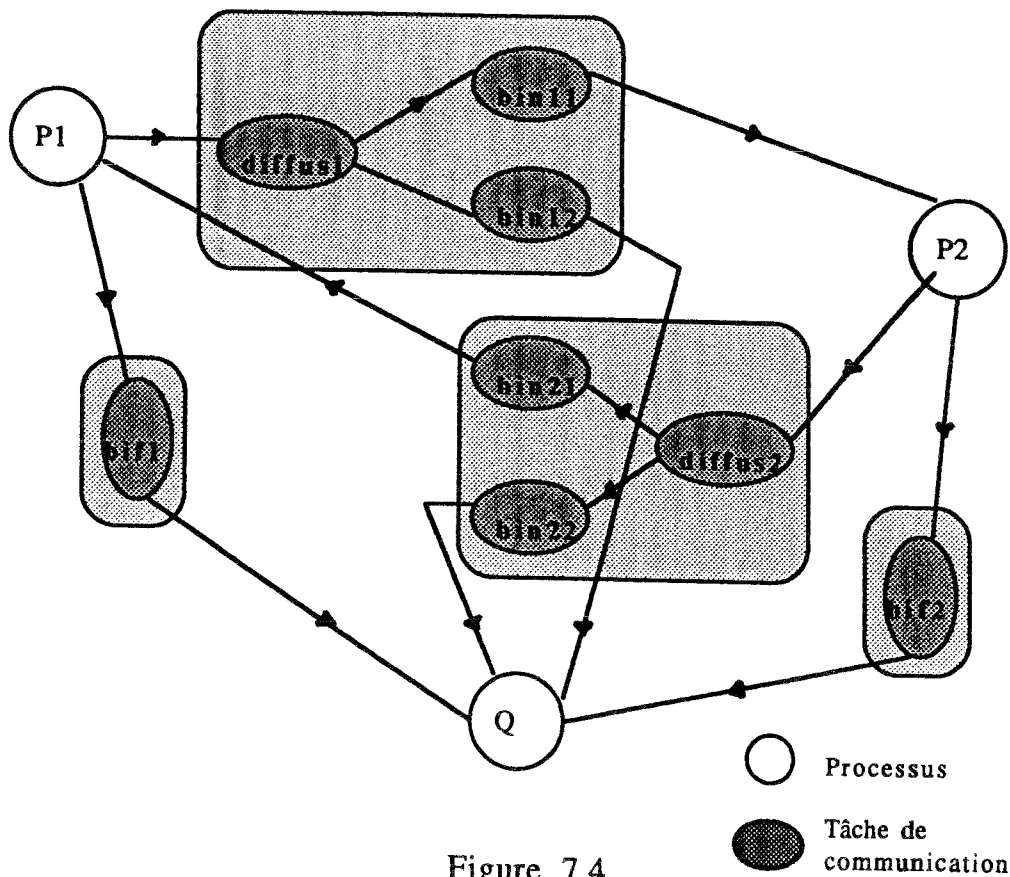 bin11
P1
diffus1
bin12
P2
bin21
bif1
diffus2
bin22
bif2
Q
Processus
Tâche de
communication
Figure 7.4